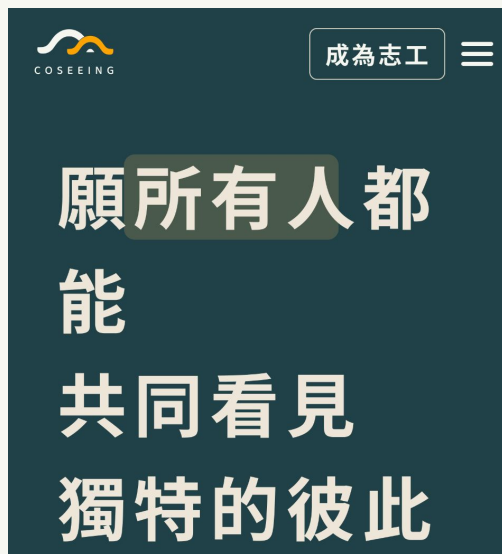 COSEEING
成為志工
願所有人都
能
共同看見
獨特的彼此